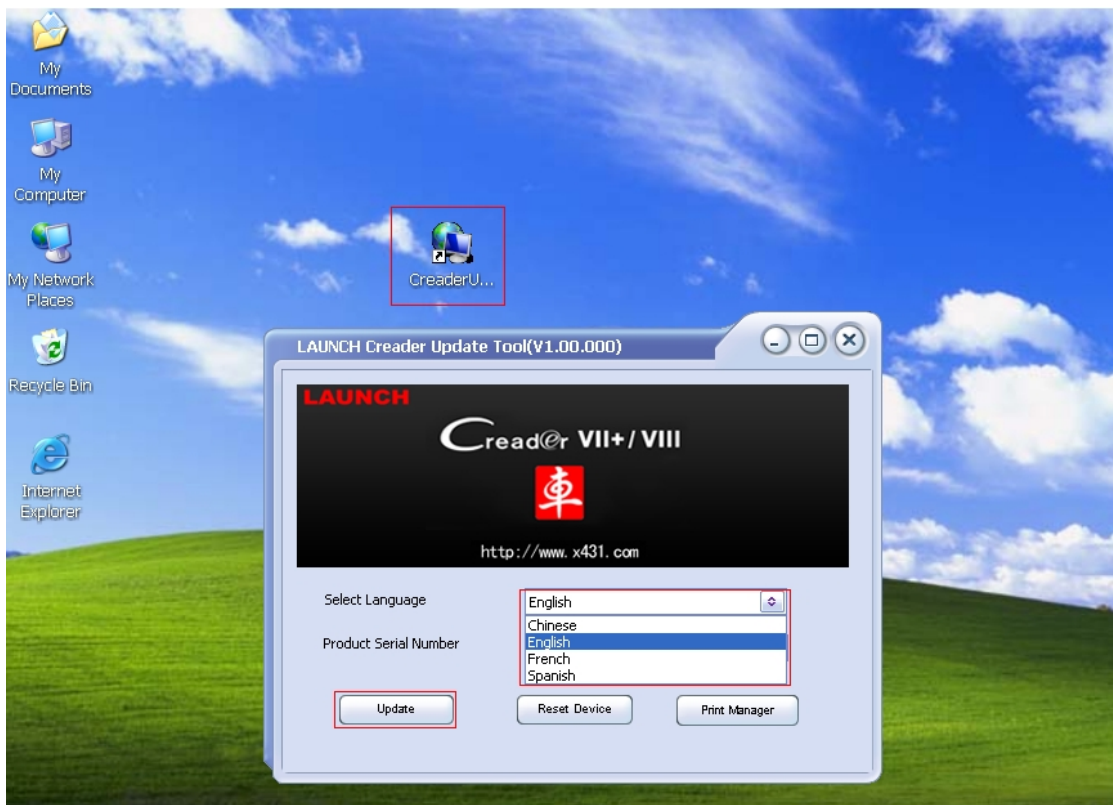 My
Documents
My
Computer
My Network
Places
Recycle Bin
Internet
Explorer
CreaderU...
LAUNCH Creader Update Tool(V1.00.000)
LAUNCH
Cread@r VII+/ VIII
車
http://www.x431.com
Select Language
English
Chinese
English
French
Spanish
Product Serial Number
Update
Reset Device
Print Manager